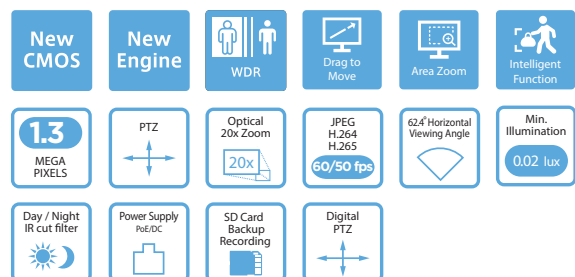 New
CMOS
New
Engine
WDR
Drag to
Move
Area Zoom
Intelligent
Function
1.3
MEGA
PIXELS
PTZ
Optical
20x Zoom
20x
JPEG
H.264
H.265
60/50 fps
62.4° Horizontal
Viewing Angle
Min.
Illumination
0.02 lux
Day / Night
IR cut filter
Power Supply
PoE/DC
SD Card
Backup
Recording
Digital
PTZ